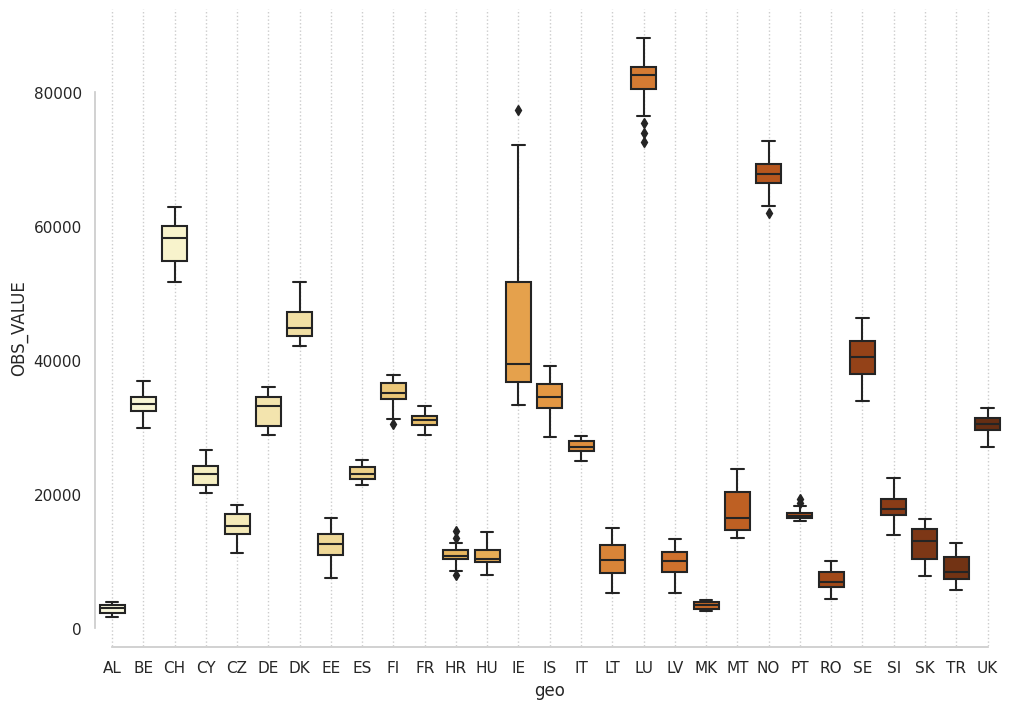 80000
60000
40000
20000
0
OBS_VALUE
AL BE CH CY CZ DE DK EE ES FI FR HR HU IE IS IT LT LU LV MK MT NO PT RO SE SI SK TR UK
geo